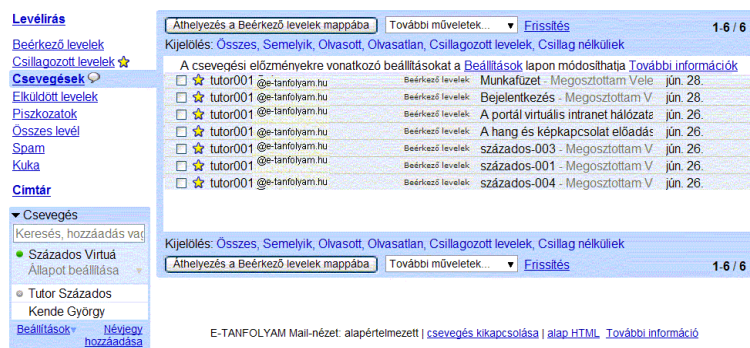 Levélírás
Beérkező levelek
Csillagozott levelek
Csevegések
Elküldött levelek
Piszkozatok
Összes levél
Spam
Kuka
Címtár
Csevegés
Keresés, hozzáadás vag
Százados Virtuá
Állapot beállítása
Tutor Százados
Kende György
Beállítások Névjegy hozzáadása
Áthelyezés a Beérkező levelek mappába További műveletek... Frissítés 1-6 / 6
Kijelölés: Összes, Semelyik, Olvasott, Olvasatlan, Csillagozott levelek, Csillag nélküliek
A csevegési előzményekre vonatkozó beállításokat a Beállítások lapon módosíthatja További információk
tutor001 @e-tanfolyam.hu Beérkező levelek Munkafüzet - Megosztottam Vele jún. 28.
tutor001 @e-tanfolyam.hu Beérkező levelek Bejelentkezés - Megosztottam V jún. 28.
tutor001 @e-tanfolyam.hu Beérkező levelek A portál virtuális intranet hálózata jún. 26.
tutor001 @e-tanfolyam.hu Beérkező levelek A hang és képkapcsolat előadás jún. 26.
tutor001 @e-tanfolyam.hu Beérkező levelek százados-003 - Megosztottam V jún. 26.
tutor001 @e-tanfolyam.hu Beérkező levelek százados-001 - Megosztottam V jún. 26.
tutor001 @e-tanfolyam.hu Beérkező levelek százados-004 - Megosztottam V jún. 26.
Kijelölés: Összes, Semelyik, Olvasott, Olvasatlan, Csillagozott levelek, Csillag nélküliek
Áthelyezés a Beérkező levelek mappába További műveletek... Frissítés 1-6 / 6
E-TANFOLYAM Mail-nézet: alapértelmezett | csevegés kikapcsolása | alap HTML További információ